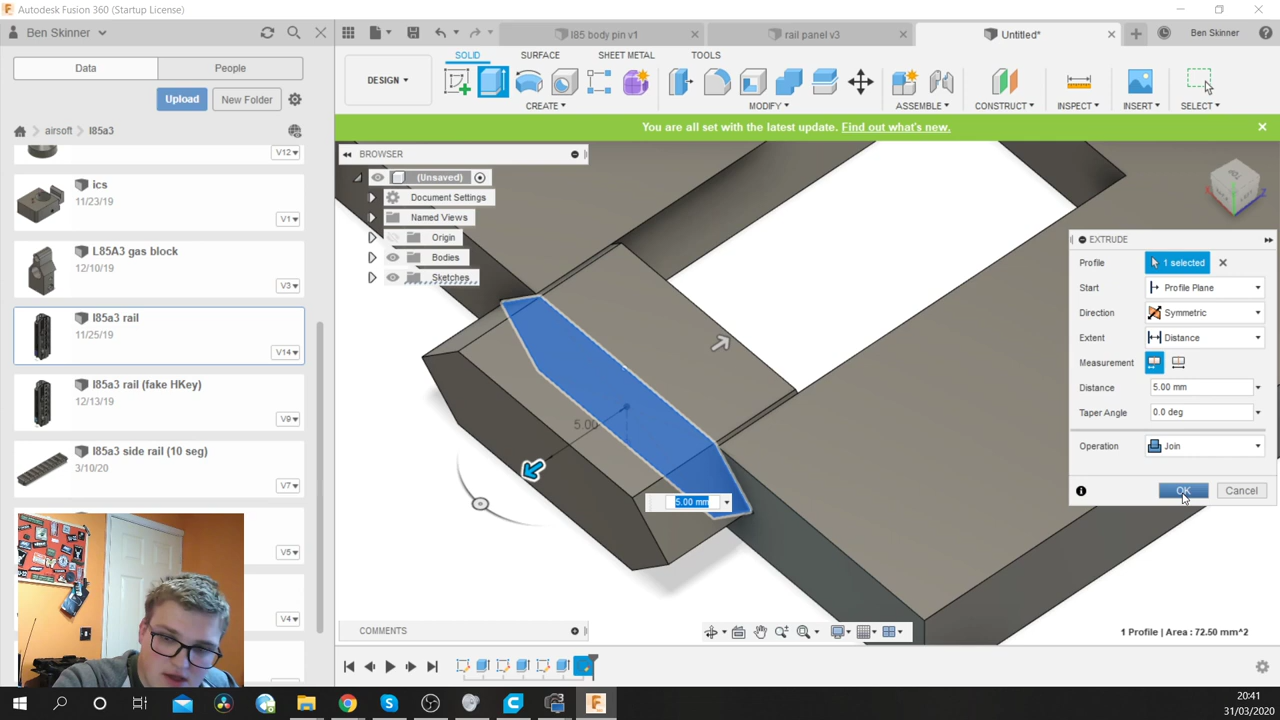 Autodesk Fusion 360 (Startup License)
Ben Skinner
I85 body pin v1
rail panel v3
Untitled*
Ben Skinner
Data
People
SOLID
SURFACE
SHEET METAL
TOOLS
DESIGN
Upload
New Folder
CREATE
MODIFY
ASSEMBLE
CONSTRUCT
INSPECT
INSERT
SELECT
airsoft
I85a3
You are all set with the latest update. Find out what's new.
V12
BROWSER
(Unsaved)
Document Settings
Named Views
Origin
Bodies
Sketches
ics
11/23/19
V1
L85A3 gas block
12/10/19
V3
I85a3 rail
11/25/19
V14
I85a3 rail (fake HKey)
12/13/19
V9
I85a3 side rail (10 seg)
3/10/20
V7
V5
V4
TOP
X
Z
EXTRUDE
Profile
1 selected
Start
Profile Plane
Direction
Symmetric
Extent
Distance
Measurement
Distance
5.00 mm
Taper Angle
0.0 deg
Operation
Join
OK
Cancel
5.00
5.00 mm
COMMENTS
1 Profile | Area : 72.50 mm^2
20:41
31/03/2020